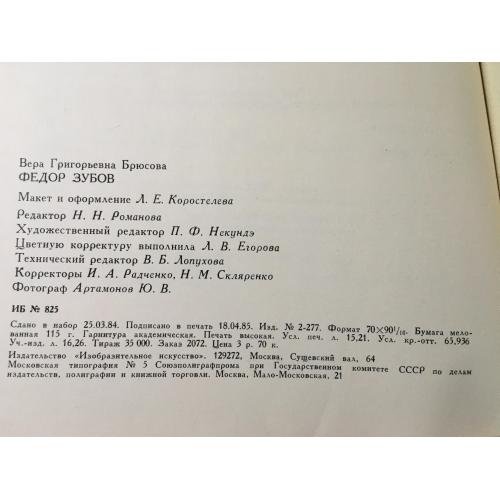 Вера Григорьевна Брюсова
ФЕДОР ЗУБОВ
Макет и оформление Л. Е. Коростелева
Редактор Н. Н. Романова
Художественный редактор П. Ф. Некундэ
Цветную корректуру выполнила Л. В. Егорова
Технический редактор В. Б. Лопухова
Корректоры И. А. Радченко, Н. М. Скляренко
Фотограф Артамонов Ю. В.
ИБ № 825
Сдано в набор 25.03.84. Подписано в печать 18.04.85. Изд. № 2-277. Формат 70×90¹/₁₆. Бумага мело-
ванная 115 г. Гарнитура академическая. Печать высокая. Усл. печ. л. 15,21. Усл. кр.-отт. 65,936
Уч.-изд. л. 16,26. Тираж 35 000. Заказ 2072. Цена 3 р. 70 к.
Издательство «Изобразительное искусство». 129272, Москва, Сущевский вал, 64
Московская типография № 5 Союзполиграфпрома при Государственном комитете СССР по делам
издательств, полиграфии и книжной торговли. Москва, Мало-Московская, 21